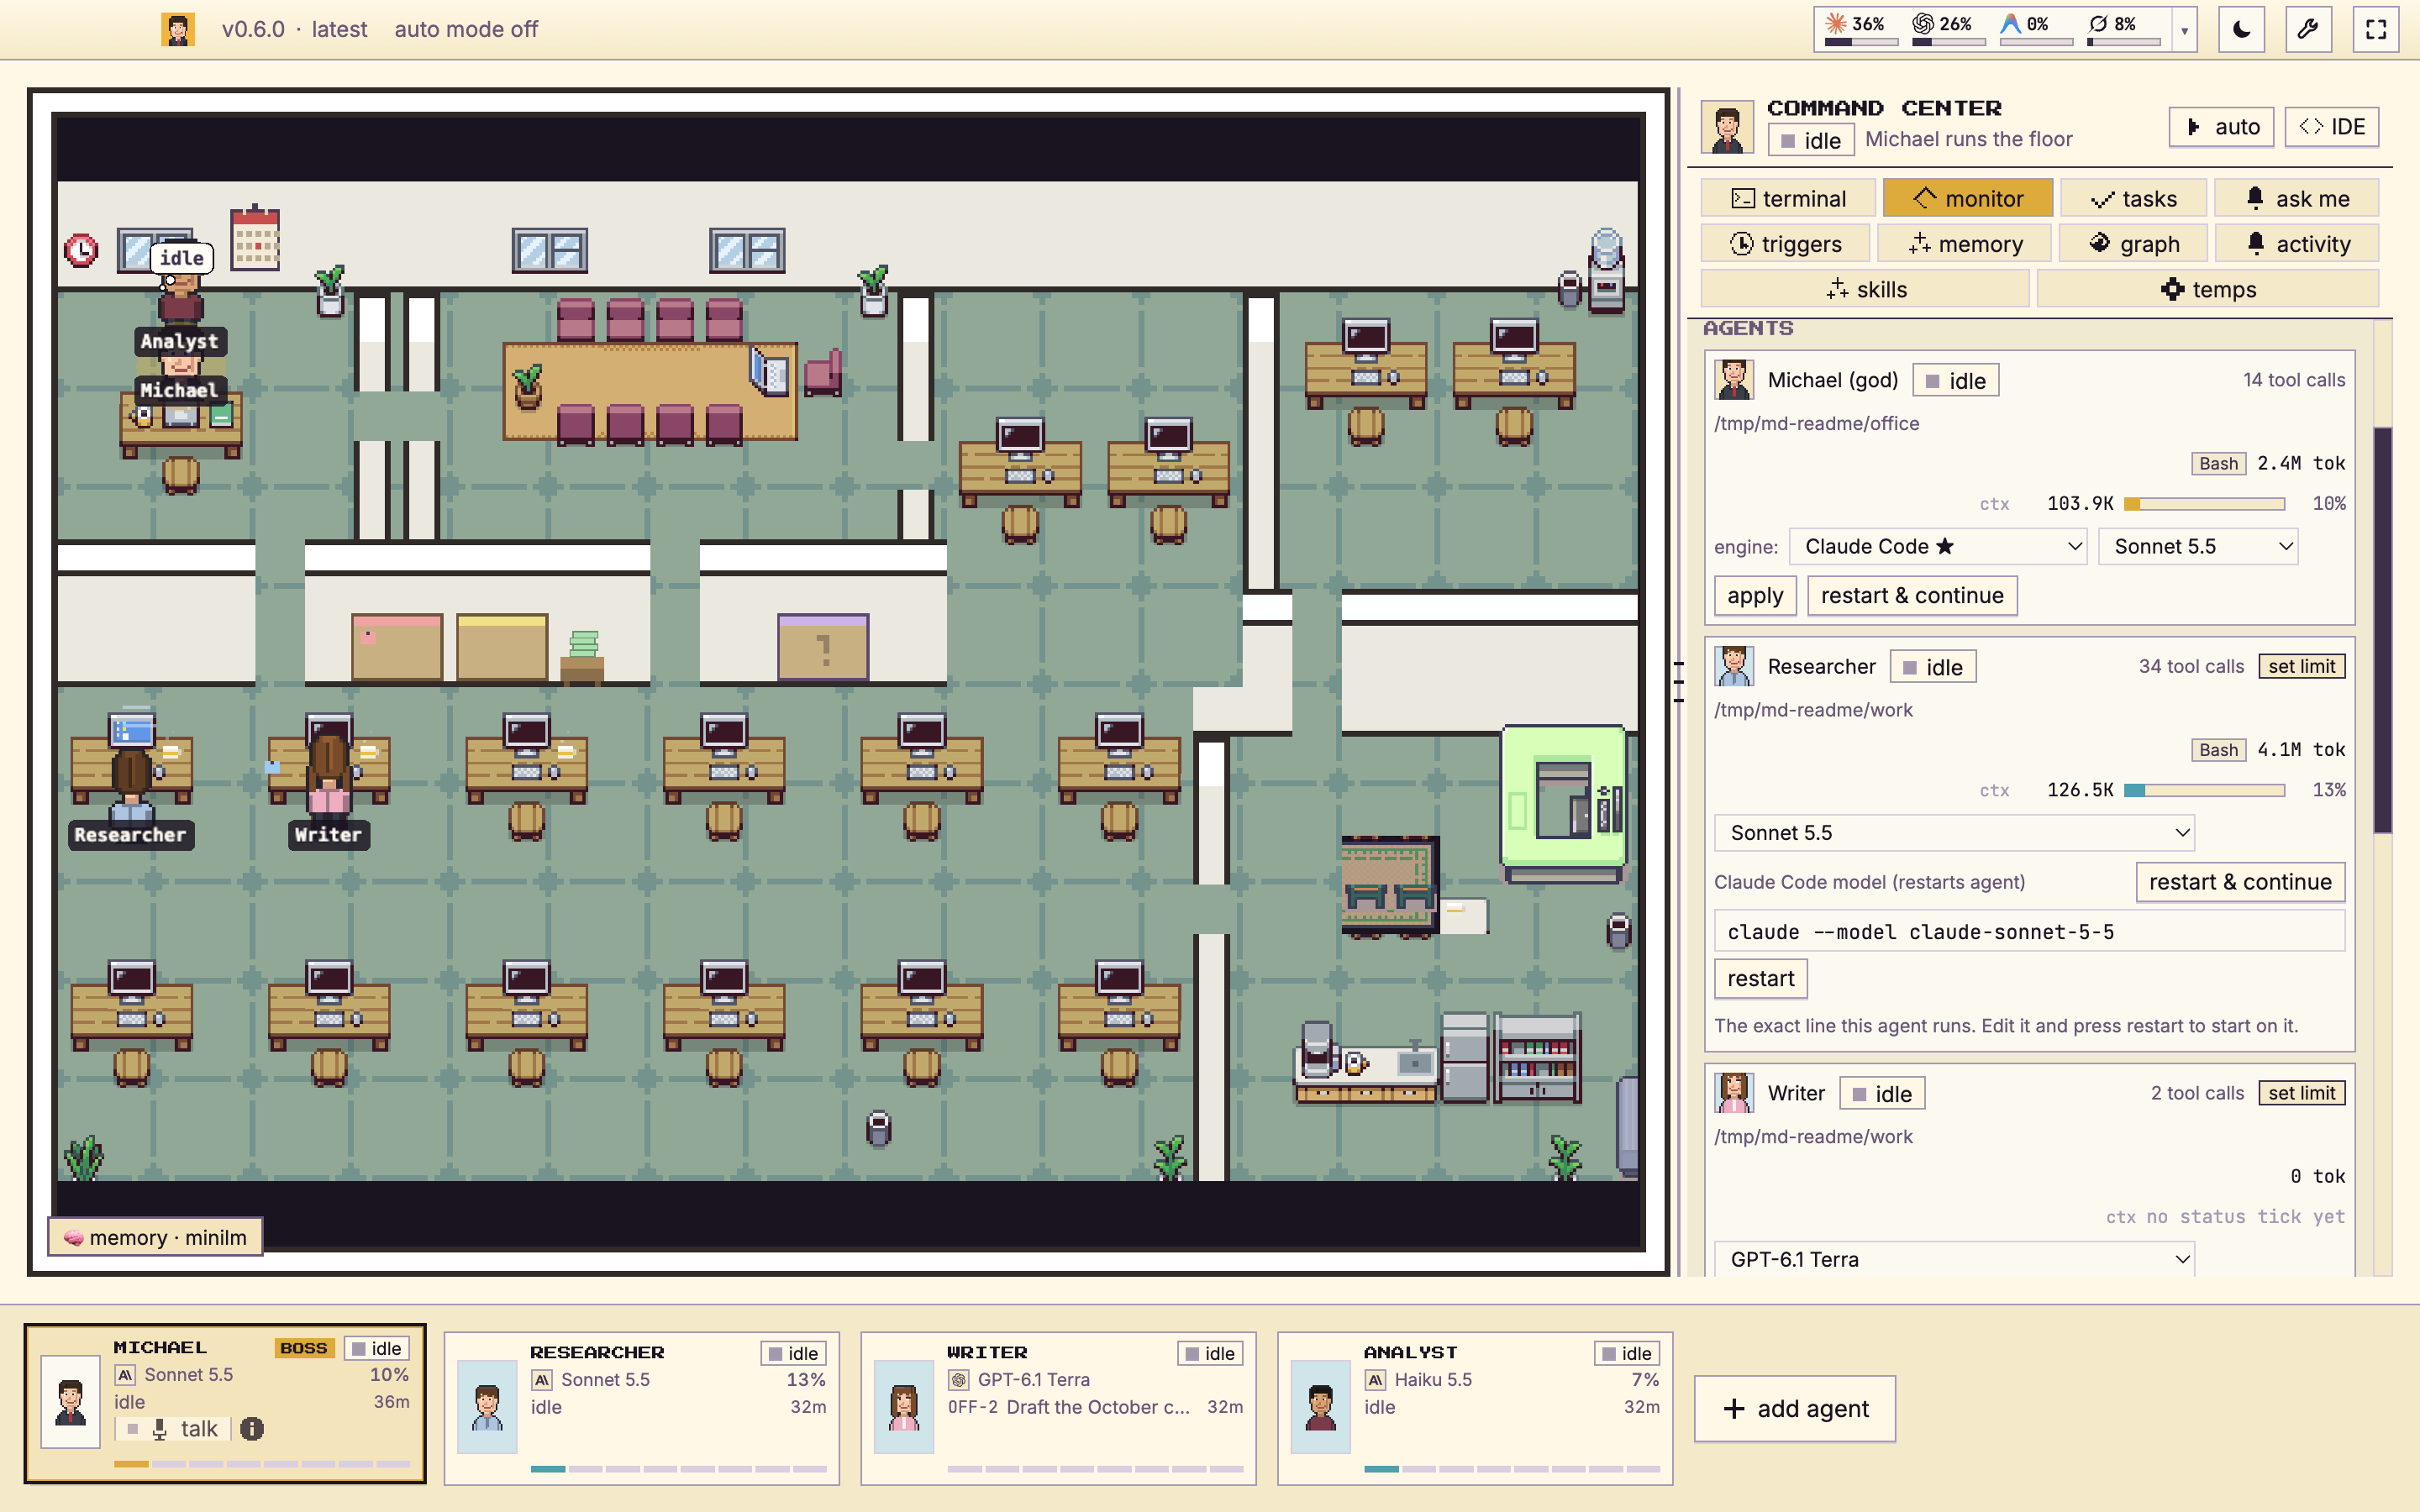 v0.6.0 · latest auto mode off
36% 26% 0% 8%
COMMAND CENTER
idle Michael runs the floor
auto
IDE
terminal monitor tasks ask me
triggers memory graph activity
skills temps
idle
Analyst
Michael
Researcher
Writer
memory · minilm
AGENTS
Michael (god) idle 14 tool calls
/tmp/md-readme/office
Bash 2.4M tok
ctx 103.9K 10%
engine: Claude Code ★ Sonnet 5.5
apply restart & continue
Researcher idle 34 tool calls set limit
/tmp/md-readme/work
Bash 4.1M tok
ctx 126.5K 13%
Sonnet 5.5
Claude Code model (restarts agent) restart & continue
claude --model claude-sonnet-5-5
restart
The exact line this agent runs. Edit it and press restart to start on it.
Writer idle 2 tool calls set limit
/tmp/md-readme/work
0 tok
ctx no status tick yet
GPT-6.1 Terra
MICHAEL BOSS idle
Sonnet 5.5 10%
idle 36m
talk
RESEARCHER idle
Sonnet 5.5 13%
idle 32m
WRITER idle
GPT-6.1 Terra
OFF-2 Draft the October c... 32m
ANALYST idle
Haiku 5.5 7%
idle 32m
+ add agent